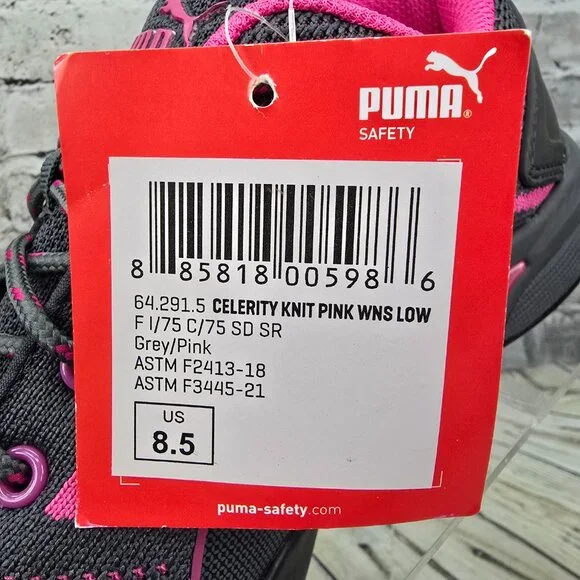 PUMA
SAFETY
8 85818 00598 6
64.291.5 CELERITY KNIT PINK WNS LOW
F I/75 C/75 SD SR
Grey/Pink
ASTM F2413-18
ASTM F3445-21
US
8.5
puma-safety.com